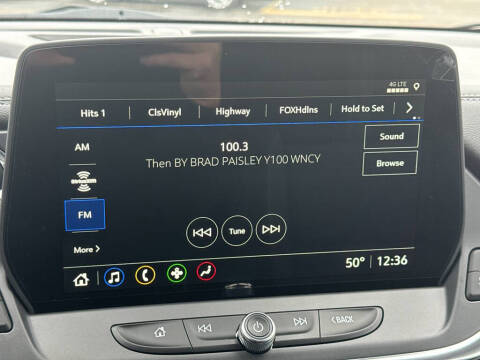 4G LTE
Hits 1 ClsVinyl Highway FOXHdlns Hold to Set
AM
100.3
Sound
Then BY BRAD PAISLEY Y100 WNCY
Browse
SiriusXM
FM
Tune
More
50° 12:36
BACK